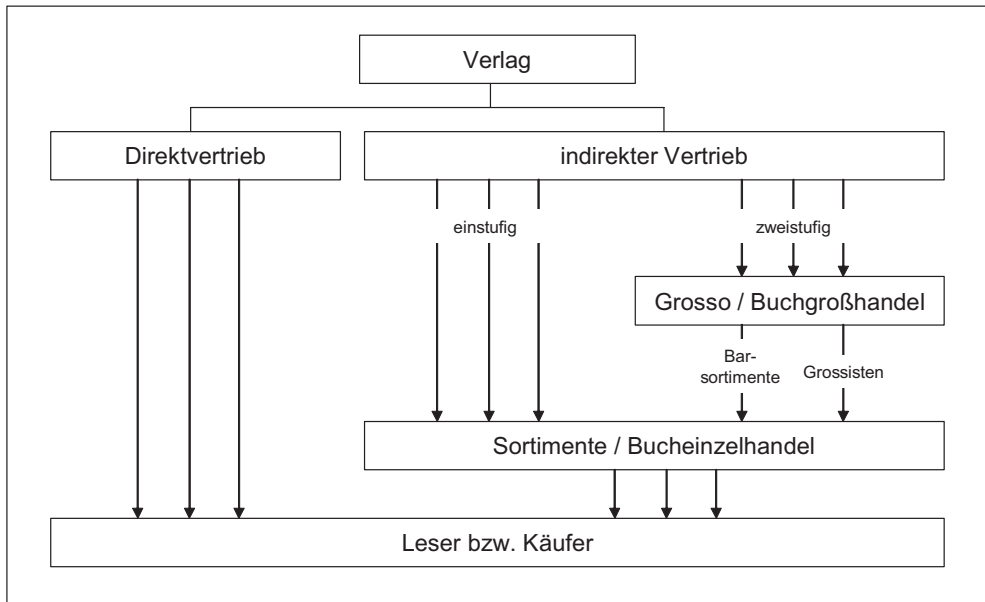 Verlag
Direktvertrieb
indirekter Vertrieb
einstufig
zweistufig
Grosso / Buchgroßhandel
Bar-
sortimente
Grossisten
Sortimente / Bucheinzelhandel
Leser bzw. Käufer